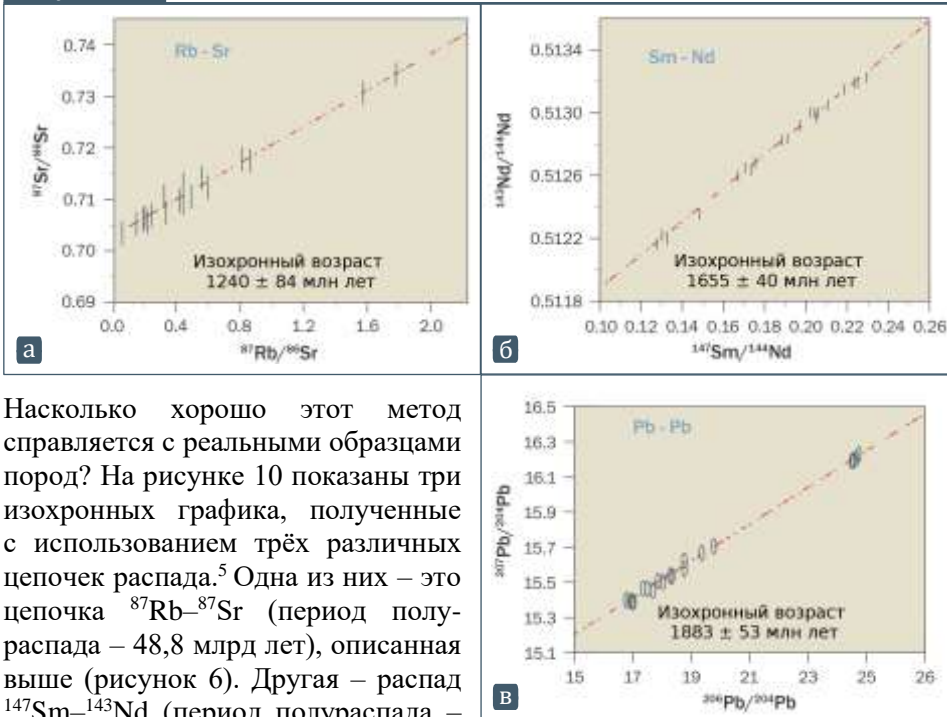 Rb - Sr
0.74
0.73
0.72
0.71
0.70
0.69
⁸⁷Sr/⁸⁶Sr
Изохронный возраст
1240 ± 84 млн лет
0.0 0.4 0.8 1.2 1.6 2.0
⁸⁷Rb/⁸⁶Sr
а
Sm - Nd
0.5134
0.5130
0.5126
0.5122
0.5118
¹⁴³Nd/¹⁴⁴Nd
Изохронный возраст
1655 ± 40 млн лет
0.10 0.12 0.14 0.16 0.18 0.20 0.22 0.24 0.26
¹⁴⁷Sm/¹⁴⁴Nd
б
Насколько хорошо этот метод
справляется с реальными образцами
пород? На рисунке 10 показаны три
изохронных графика, полученные
с использованием трёх различных
цепочек распада.⁵ Одна из них – это
цепочка ⁸⁷Rb–⁸⁷Sr (период полу-
распада – 48,8 млрд лет), описанная
выше (рисунок 6). Другая – распад
¹⁴⁷Sm–¹⁴³Nd (период полураспада –
Pb - Pb
16.5
16.3
16.1
15.9
15.7
15.5
15.3
15.1
²⁰⁷Pb/²⁰⁴Pb
Изохронный возраст
1883 ± 53 млн лет
15 17 19 21 23 25 26
²⁰⁶Pb/²⁰⁴Pb
в